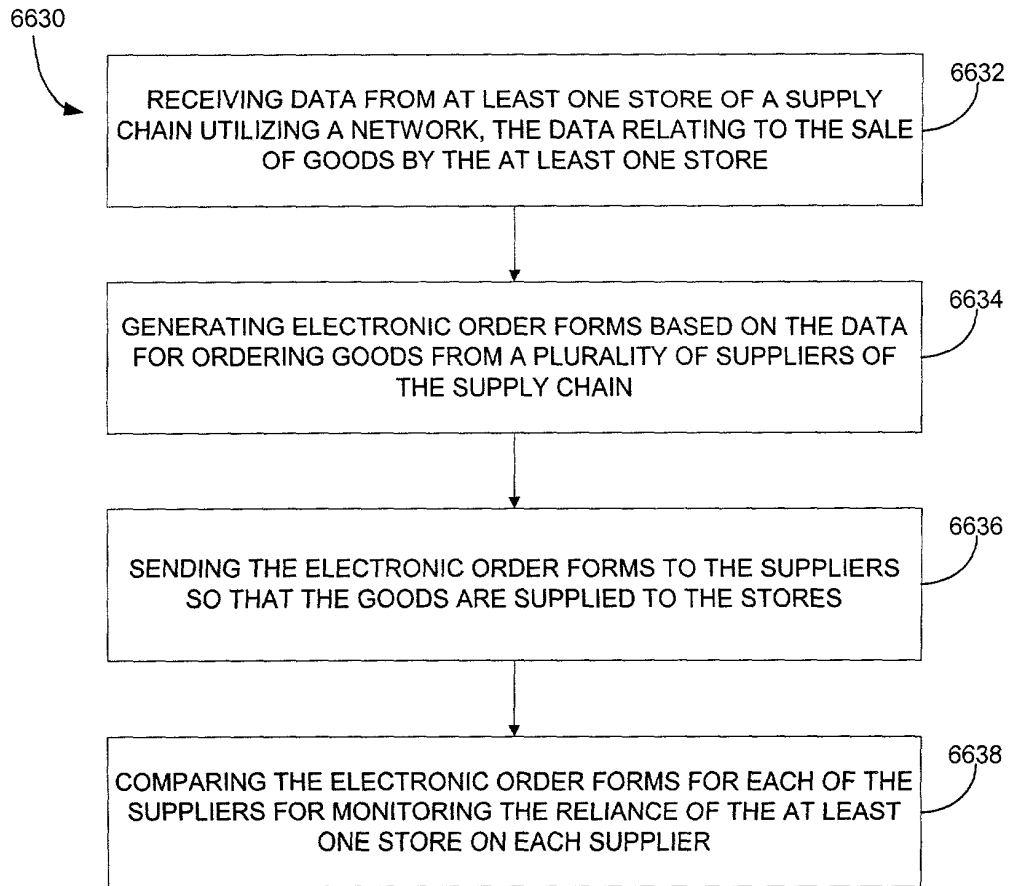 6630
6632
RECEIVING DATA FROM AT LEAST ONE STORE OF A SUPPLY
CHAIN UTILIZING A NETWORK, THE DATA RELATING TO THE SALE
OF GOODS BY THE AT LEAST ONE STORE
6634
GENERATING ELECTRONIC ORDER FORMS BASED ON THE DATA
FOR ORDERING GOODS FROM A PLURALITY OF SUPPLIERS OF
THE SUPPLY CHAIN
6636
SENDING THE ELECTRONIC ORDER FORMS TO THE SUPPLIERS
SO THAT THE GOODS ARE SUPPLIED TO THE STORES
6638
COMPARING THE ELECTRONIC ORDER FORMS FOR EACH OF THE
SUPPLIERS FOR MONITORING THE RELIANCE OF THE AT LEAST
ONE STORE ON EACH SUPPLIER